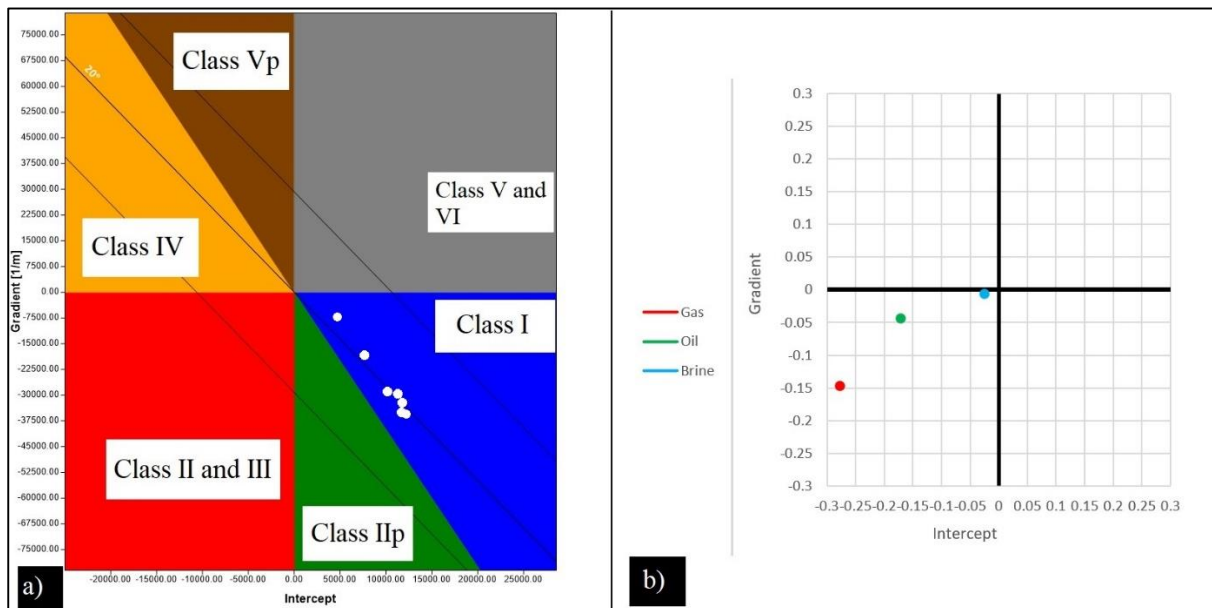 75000.00
67500.00
60000.00
52500.00
45000.00
37500.00
30000.00
22500.00
15000.00
7500.00
0.00
-7500.00
-15000.00
-22500.00
-30000.00
-37500.00
-45000.00
-52500.00
-60000.00
-67500.00
-75000.00
Gradient [1/m]
20°
Class Vp
Class V and
VI
Class IV
Class I
Class II and III
Class IIp
-20000.00 -15000.00 -10000.00 -5000.00 0.00 5000.00 10000.00 15000.00 20000.00 25000.00
Intercept
a)
Gas
Oil
Brine
Gradient
0.3
0.25
0.2
0.15
0.1
0.05
0
-0.05
-0.1
-0.15
-0.2
-0.25
-0.3
-0.3-0.25-0.2-0.15-0.1-0.05 0 0.05 0.1 0.15 0.2 0.25 0.3
Intercept
b)